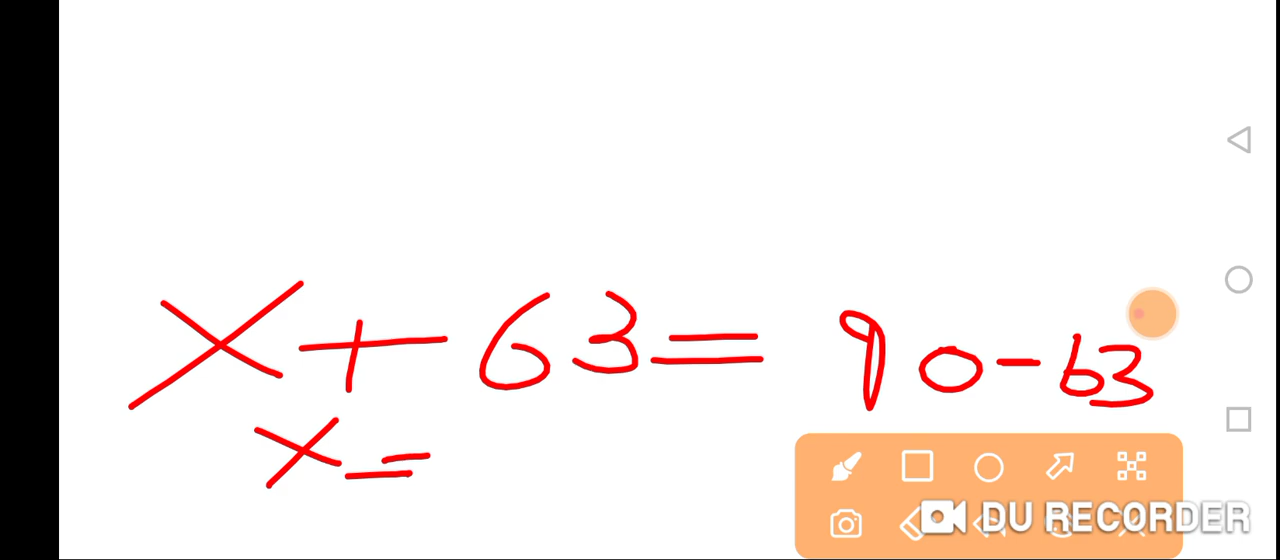 X + 63 = 90 - 63
x =
DU RECORDER